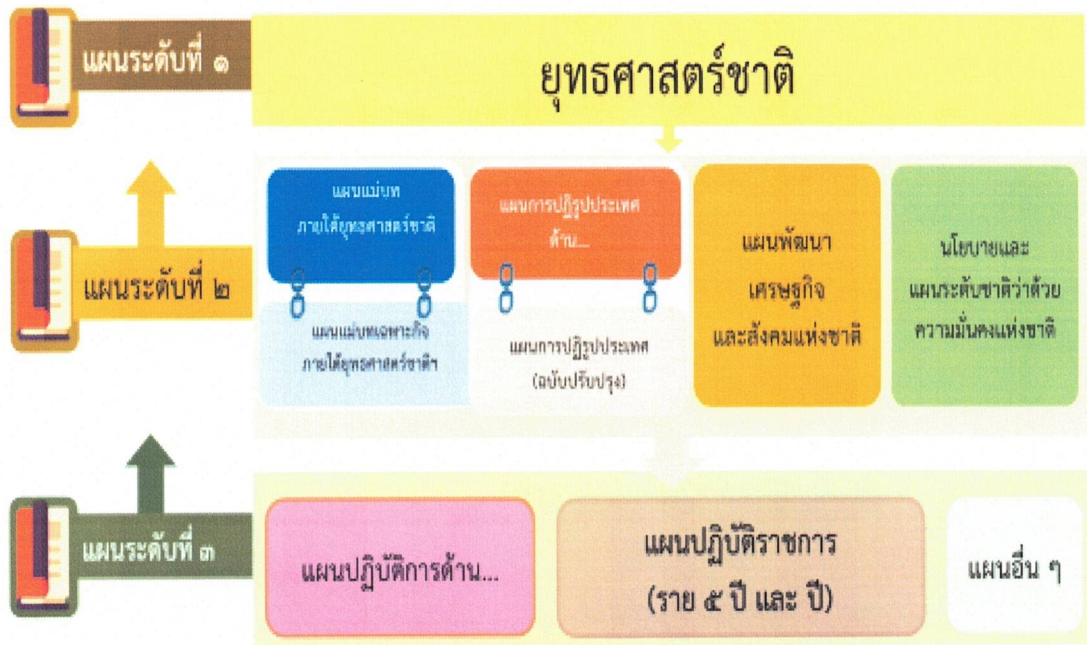 แผนระดับที่ ๑
ยุทธศาสตร์ชาติ
แผนระดับที่ ๒
แผนแม่บท
ภายใต้ยุทธศาสตร์ชาติ
แผนแม่บทเฉพาะกิจ
ภายใต้ยุทธศาสตร์ชาติฯ
แผนการปฏิรูปประเทศ
ด้าน...
แผนการปฏิรูปประเทศ
(ฉบับปรับปรุง)
แผนพัฒนา
เศรษฐกิจ
และสังคมแห่งชาติ
นโยบายและ
แผนระดับชาติว่าด้วย
ความมั่นคงแห่งชาติ
แผนระดับที่ ๓
แผนปฏิบัติการด้าน...
แผนปฏิบัติราชการ
(ราย ๕ ปี และ ปี)
แผนอื่น ๆ